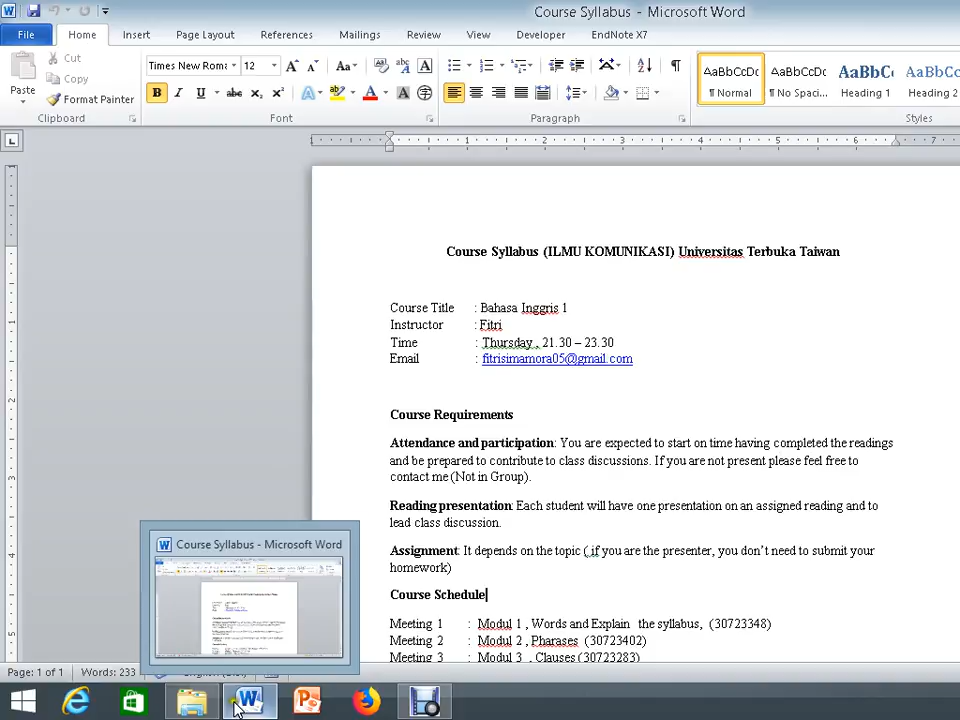 Course Syllabus - Microsoft Word
File Home Insert Page Layout References Mailings Review View Developer EndNote X7
Paste Cut Copy Format Painter
Times New Roma 12
AaBbCcDc AaBbCcDc AaBbC AaBbCc
¶ Normal ¶ No Spaci... Heading 1 Heading 2
Clipboard Font Paragraph Styles
Course Syllabus (ILMU KOMUNIKASI) Universitas Terbuka Taiwan
Course Title : Bahasa Inggris 1
Instructor : Fitri
Time : Thursday , 21.30 – 23.30
Email : fitrisimamora05@gmail.com
Course Requirements
Attendance and participation: You are expected to start on time having completed the readings
and be prepared to contribute to class discussions. If you are not present please feel free to
contact me (Not in Group).
Reading presentation: Each student will have one presentation on an assigned reading and to
lead class discussion.
Assignment: It depends on the topic ( if you are the presenter, you don't need to submit your
homework)
Course Schedule
Meeting 1 : Modul 1 , Words and Explain the syllabus, (30723348)
Meeting 2 : Modul 2 , Pharases (30723402)
Meeting 3 : Modul 3 , Clauses (30723283)
Course Syllabus - Microsoft Word
Page: 1 of 1 Words: 233